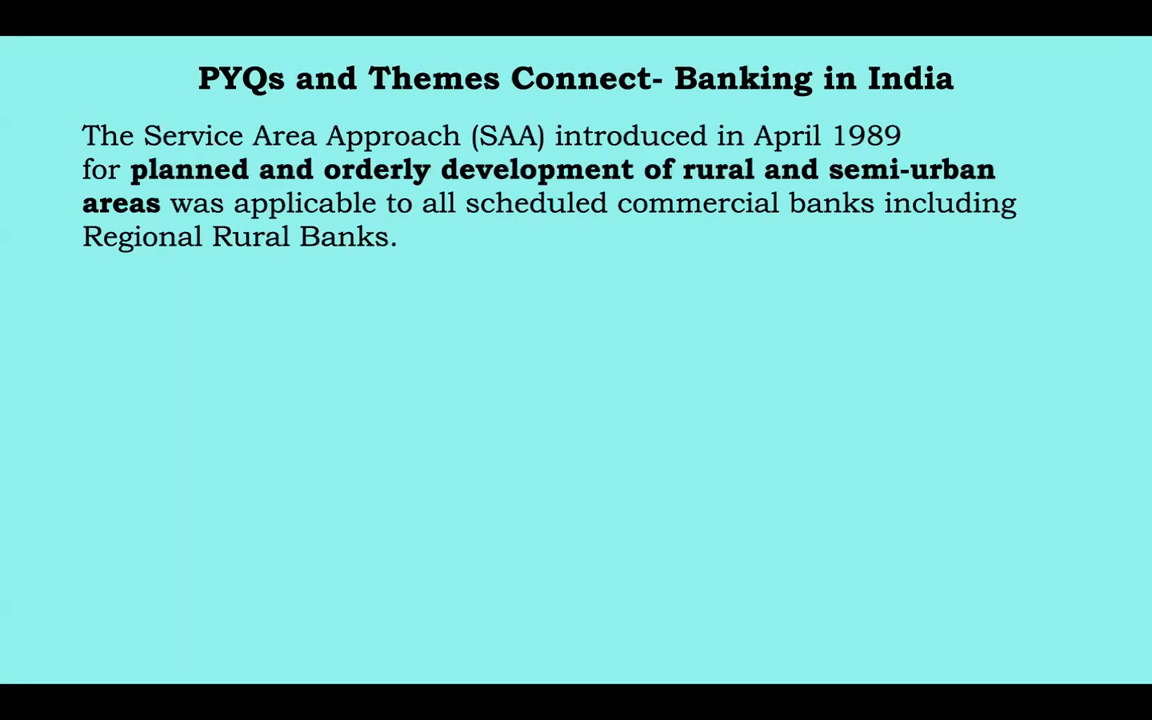 PYQs and Themes Connect- Banking in India
The Service Area Approach (SAA) introduced in April 1989
for planned and orderly development of rural and semi-urban
areas was applicable to all scheduled commercial banks including
Regional Rural Banks.